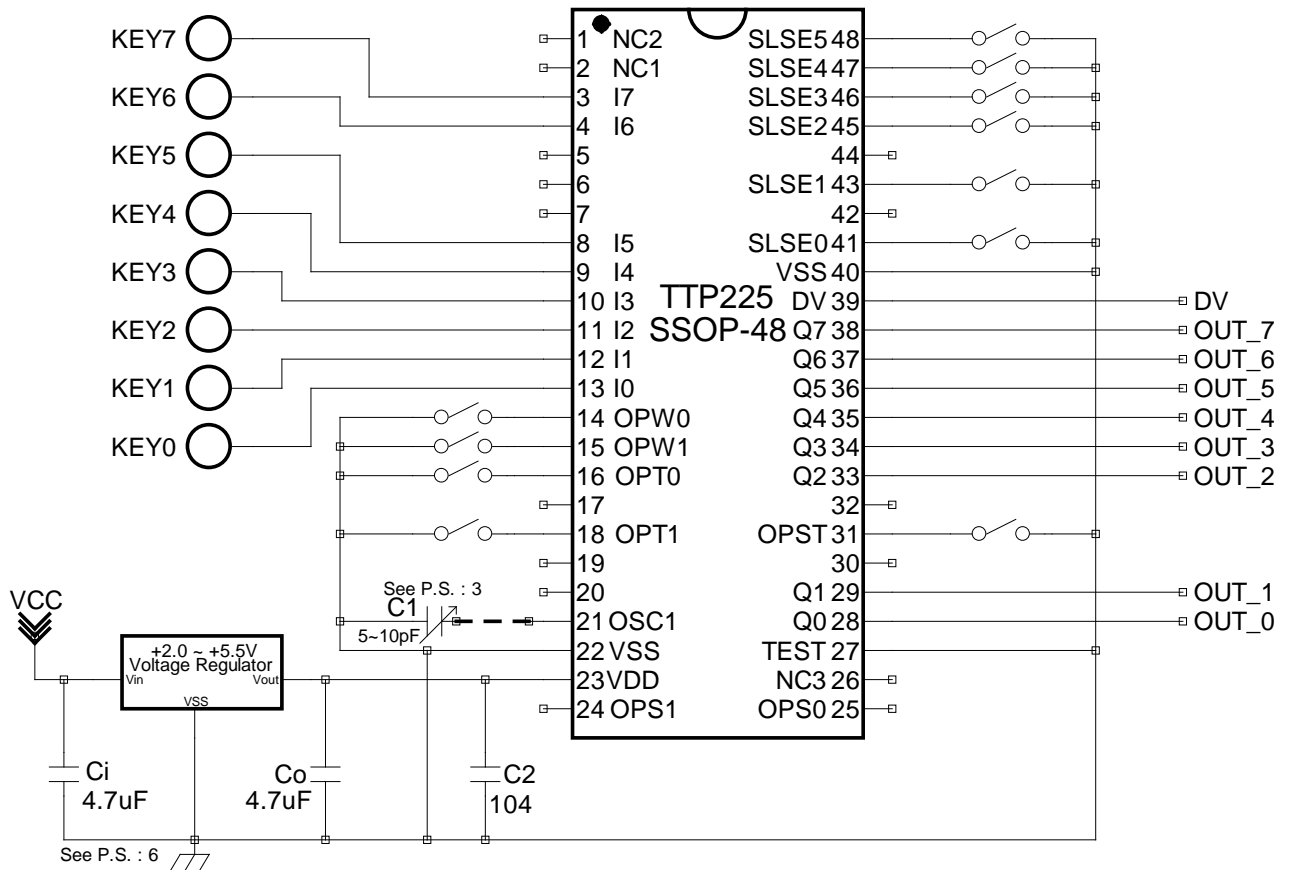 KEY7
KEY6
KEY5
KEY4
KEY3
KEY2
KEY1
KEY0
1 NC2
2 NC1
3 I7
4 I6
5
6
7
8 I5
9 I4
10 I3
11 I2
12 I1
13 I0
14 OPW0
15 OPW1
16 OPT0
17
18 OPT1
19
20
21 OSC1
22 VSS
23 VDD
24 OPS1
TTP225
SSOP-48
SLSE5 48
SLSE4 47
SLSE3 46
SLSE2 45
44
SLSE1 43
42
SLSE0 41
VSS 40
DV 39
Q7 38
Q6 37
Q5 36
Q4 35
Q3 34
Q2 33
32
OPST 31
30
Q1 29
Q0 28
TEST 27
NC3 26
OPS0 25
DV
OUT_7
OUT_6
OUT_5
OUT_4
OUT_3
OUT_2
OUT_1
OUT_0
See P.S. : 3
C1
5~10pF
VCC
+2.0 ~ +5.5V
Voltage Regulator
Vin
Vout
VSS
Ci
4.7uF
Co
4.7uF
C2
104
See P.S. : 6